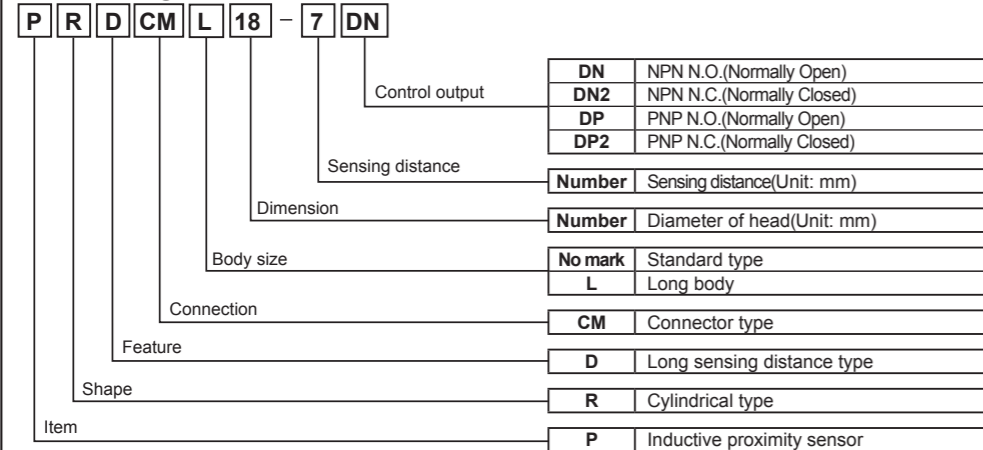 P R D CM L 18 – 7 DN
Control output
DN NPN N.O.(Normally Open)
DN2 NPN N.C.(Normally Closed)
DP PNP N.O.(Normally Open)
DP2 PNP N.C.(Normally Closed)
Sensing distance
Number Sensing distance(Unit: mm)
Dimension
Number Diameter of head(Unit: mm)
Body size
No mark Standard type
L Long body
Connection
CM Connector type
Feature
D Long sensing distance type
Shape
R Cylindrical type
Item
P Inductive proximity sensor